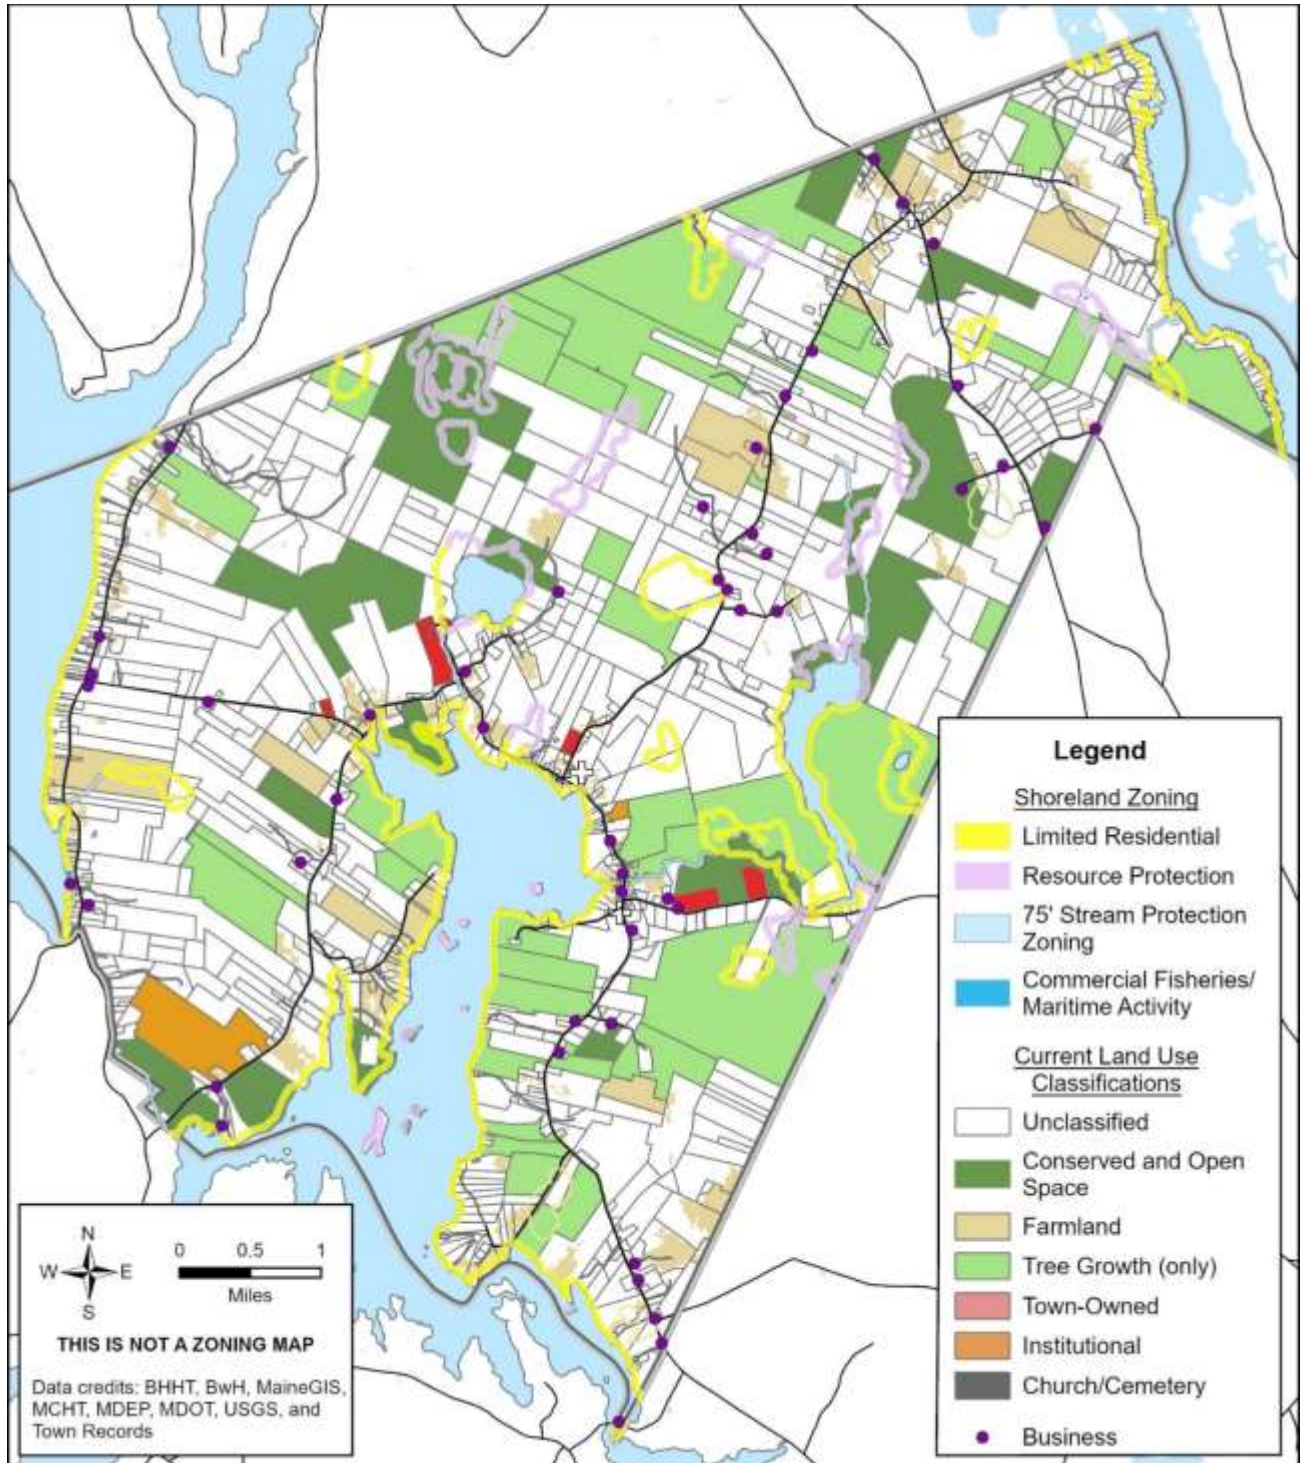 Legend
Shoreland Zoning
Limited Residential
Resource Protection
75' Stream Protection
Zoning
Commercial Fisheries/
Maritime Activity
Current Land Use
Classifications
Unclassified
Conserved and Open
Space
Farmland
Tree Growth (only)
Town-Owned
Institutional
Church/Cemetery
Business
N
W E
S
0 0.5 1
Miles
THIS IS NOT A ZONING MAP
Data credits: BHHT, BwH, MaineGIS,
MCHT, MDEP, MDOT, USGS, and
Town Records